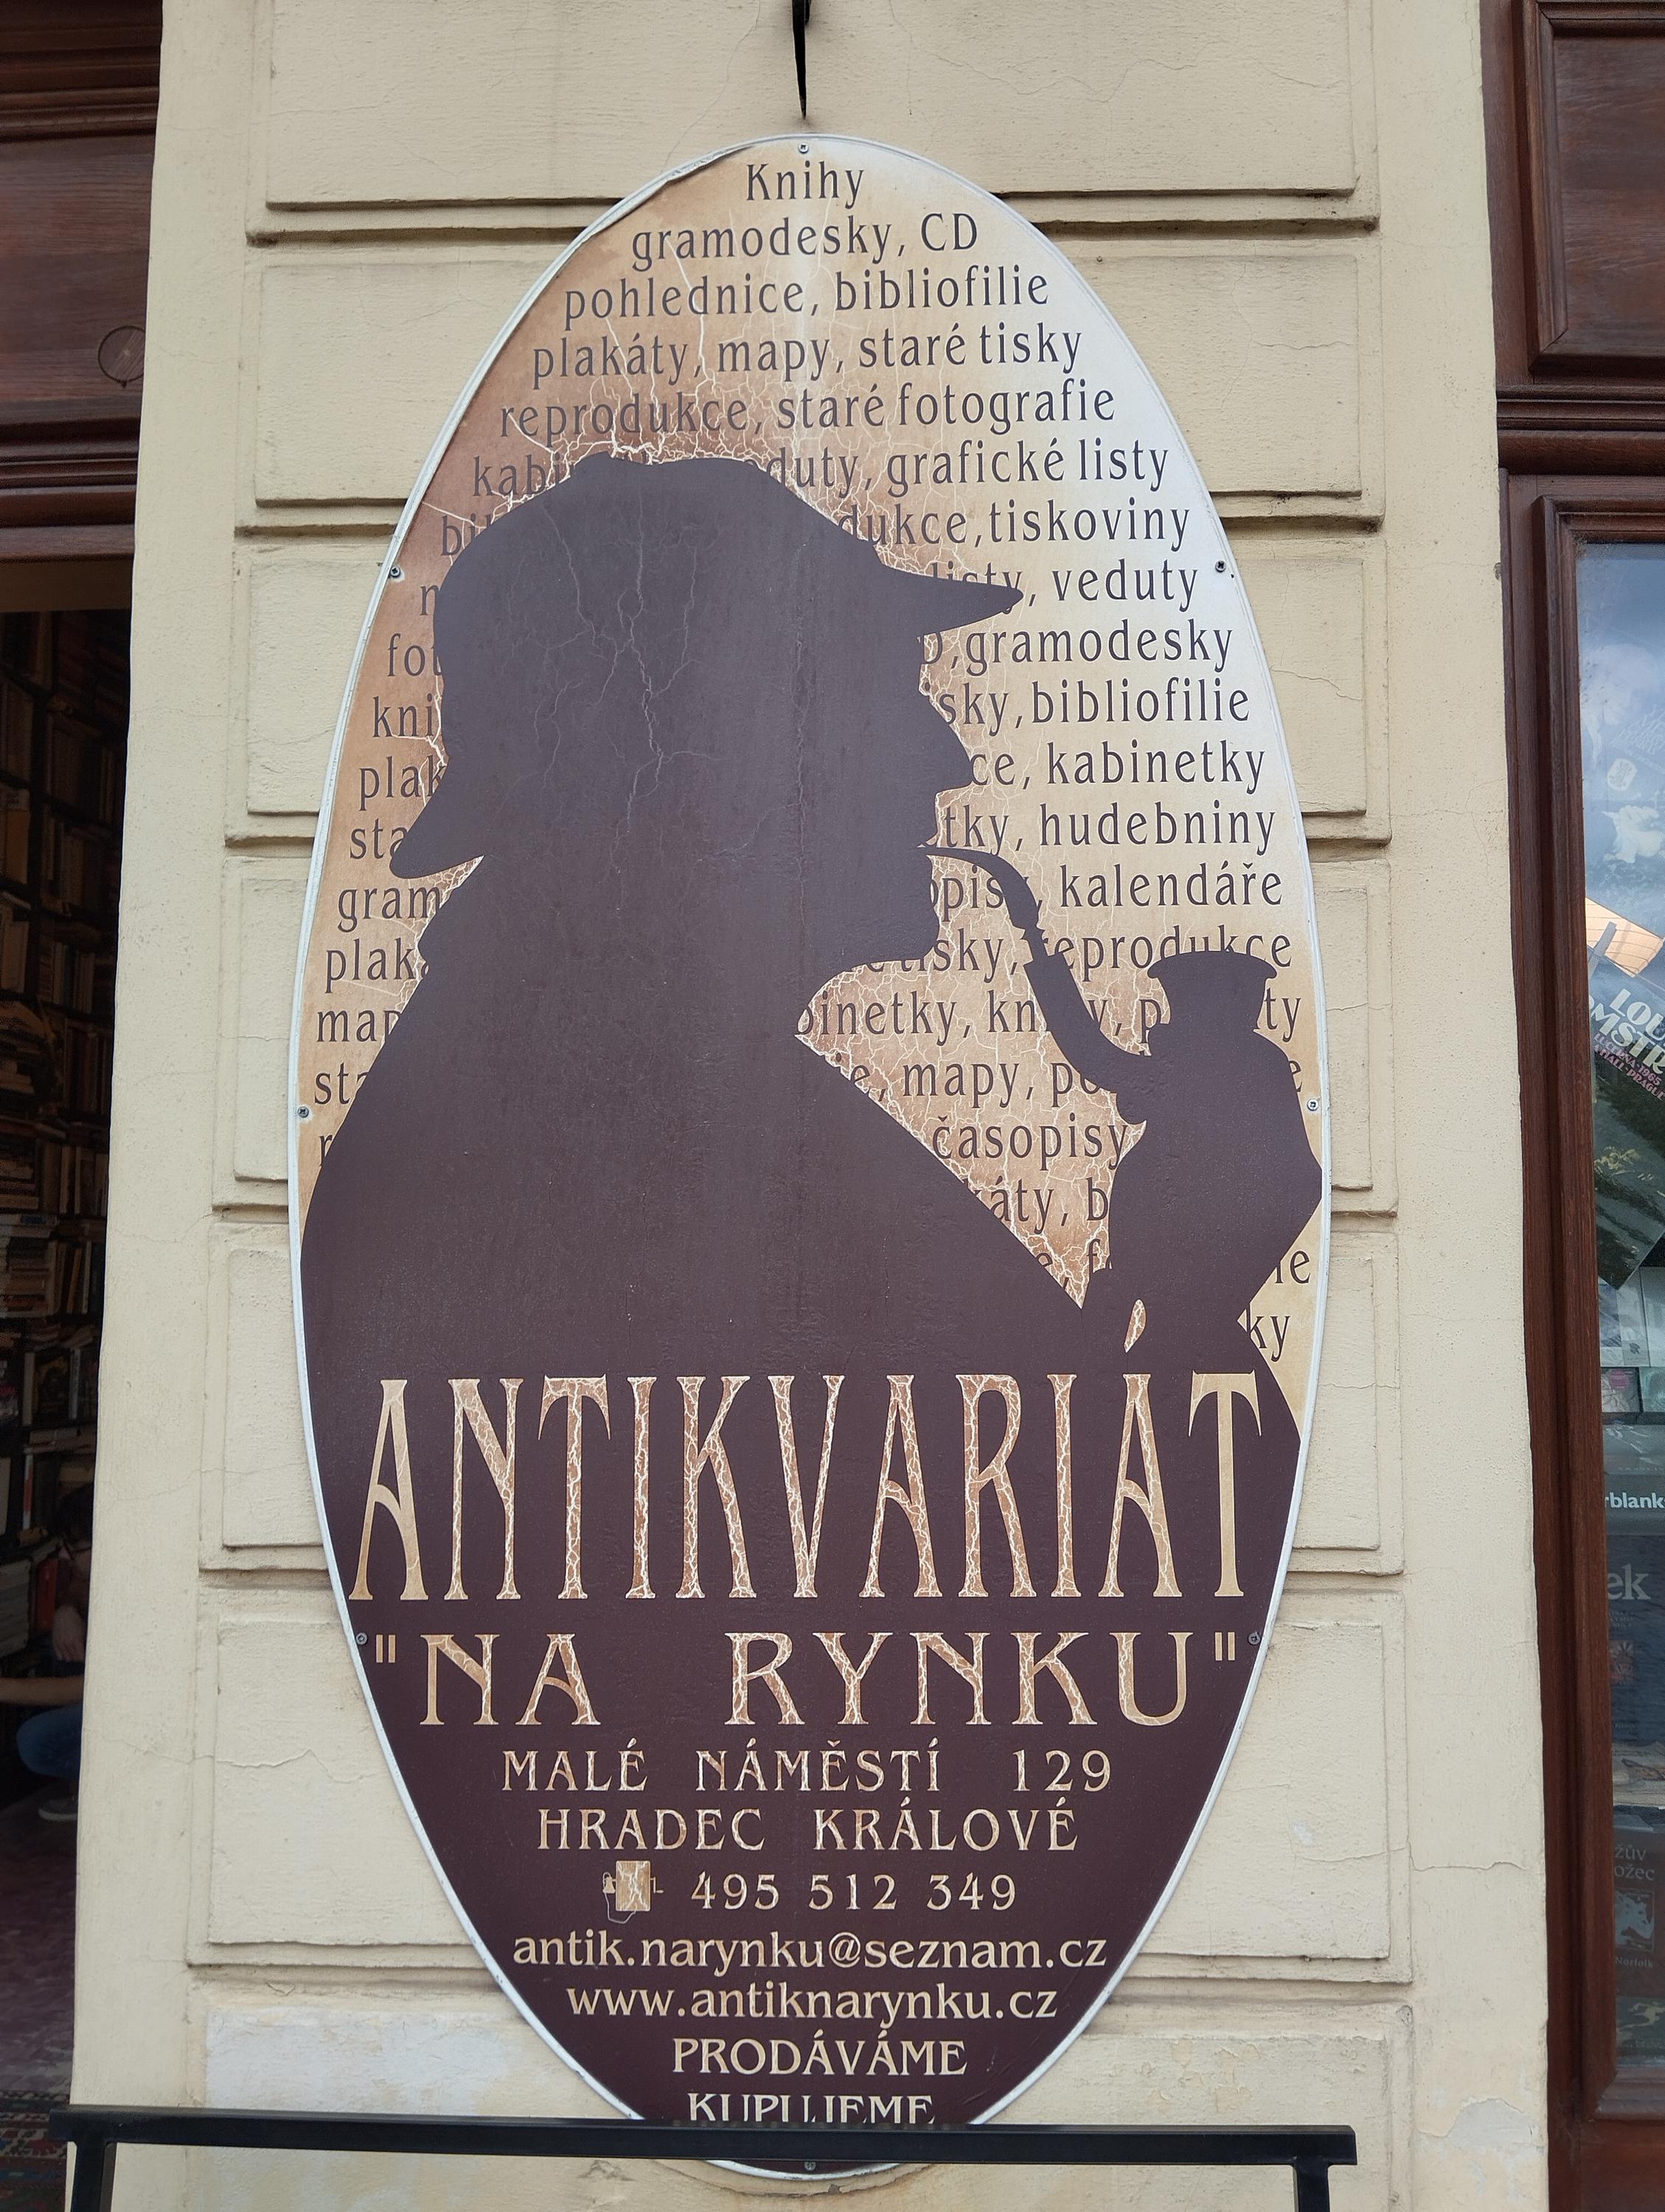 Knihy
gramodesky, CD
pohlednice, bibliofilie
plakáty, mapy, staré tisky
reprodukce, staré fotografie
grafické listy
tiskoviny
listy, veduty
gramodesky
bibliofilie
kabinetky
hudebniny
kalendáře
reprodukce
mapy,
časopisy
ANTIKVARIÁT
"NA RYNKU"
MALÉ NÁMĚSTÍ 129
HRADEC KRÁLOVÉ
495 512 349
antik.narynku@seznam.cz
www.antiknarynku.cz
PRODÁVÁME
KUPUJEME